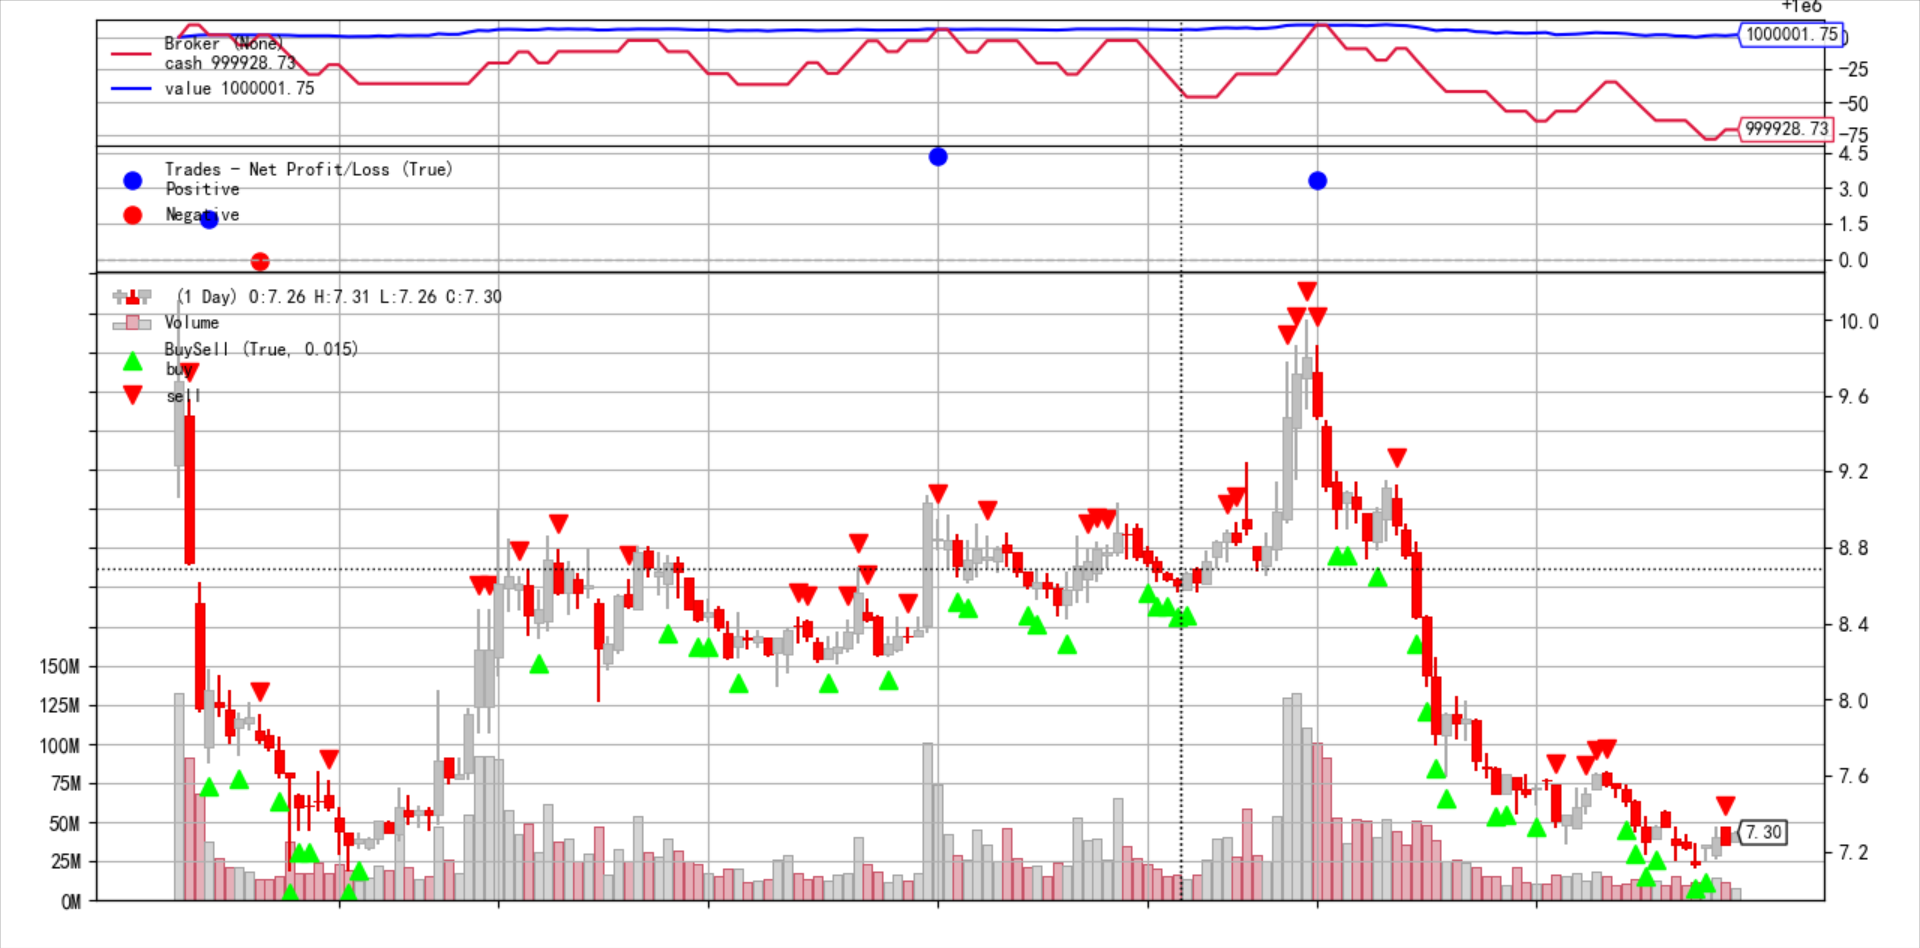 +1e6
Broker (None)
cash 999928.73
value 1000001.75
1000001.75
-25
-50
999928.73
-75
Trades - Net Profit/Loss (True)
Positive
Negative
4.5
3.0
1.5
0.0
(1 Day) O:7.26 H:7.31 L:7.26 C:7.30
Volume
BuySell (True, 0.015)
buy
sell
10.0
9.6
9.2
8.8
8.4
8.0
7.6
7.30
7.2
150M
125M
100M
75M
50M
25M
0M